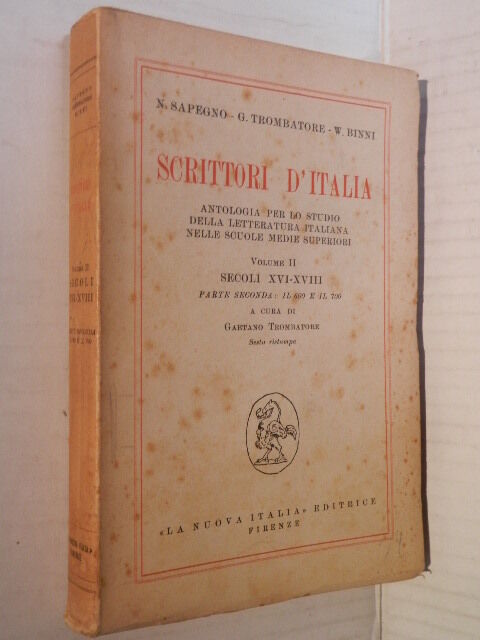 N. SAPEGNO - G. TROMBATORE - W. BINNI
SCRITTORI D'ITALIA
ANTOLOGIA PER LO STUDIO
DELLA LETTERATURA ITALIANA
NELLE SCUOLE MEDIE SUPERIORI
VOLUME II
SECOLI XVI-XVIII
PARTE SECONDA: IL 600 E IL 700
A CURA DI
GAETANO TROMBATORE
Sesta ristampa
«LA NUOVA ITALIA» EDITRICE
FIRENZE
VOLUME II
SECOLI
XVI-XVIII